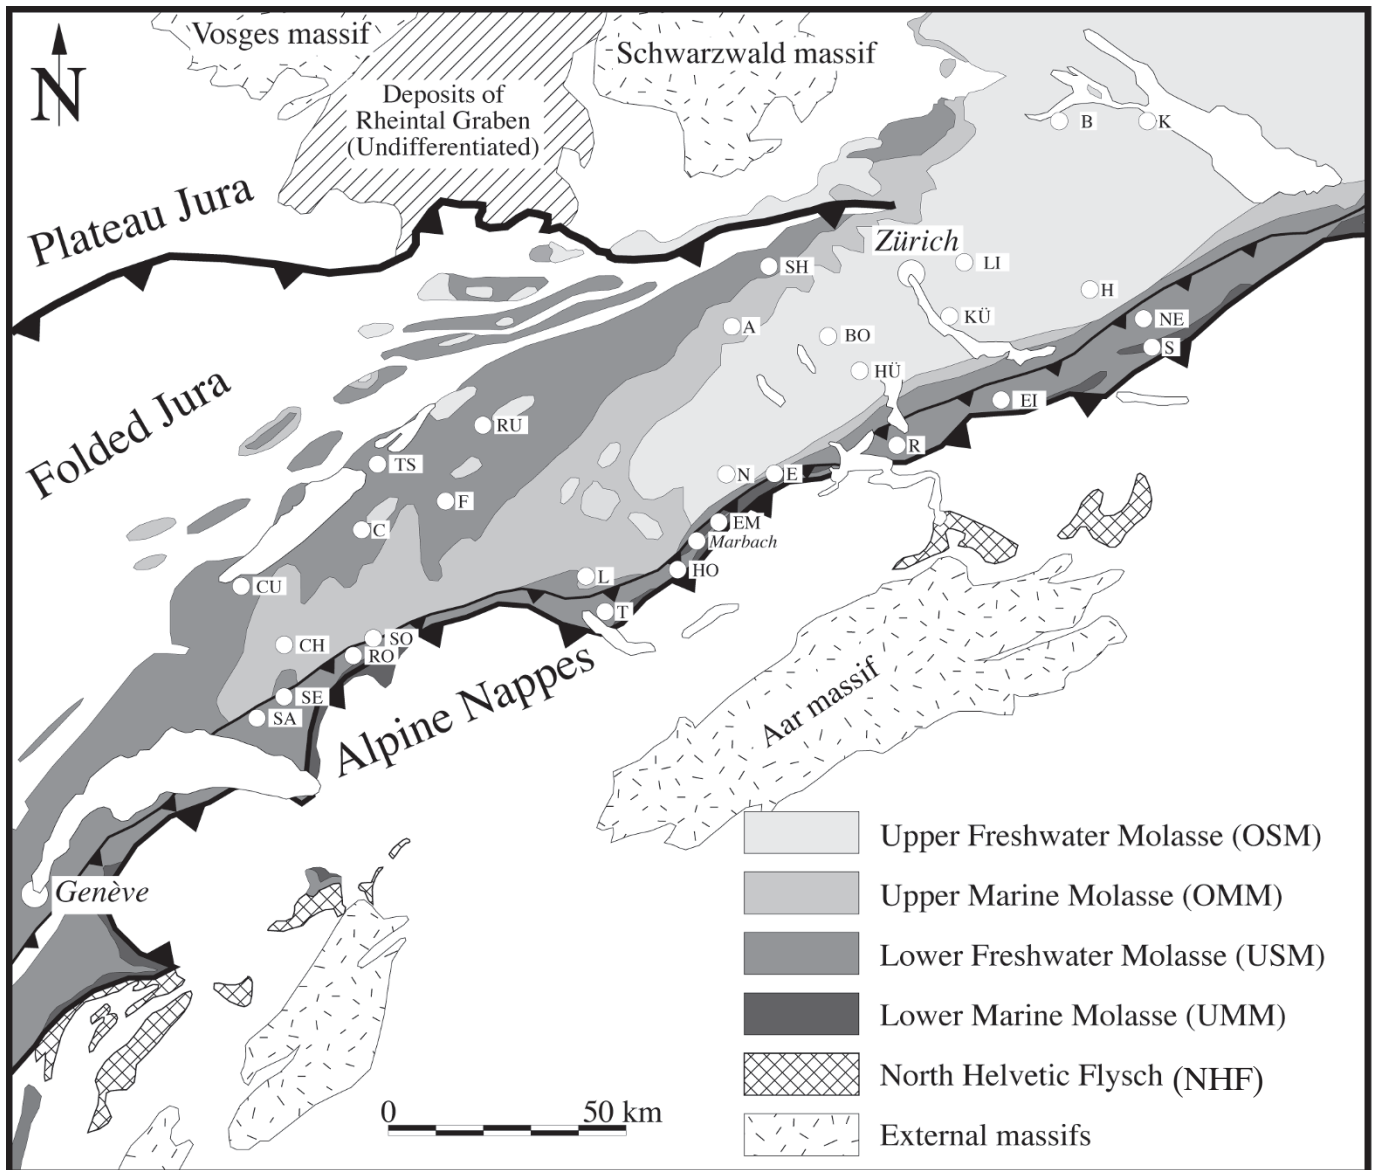 Vosges massif
Schwarzwald massif
N
Deposits of
Rheintal Graben
(Undifferentiated)
B
K
Plateau Jura
Zürich
LI
SH
H
KÜ
NE
A
BO
S
HÜ
Folded Jura
EI
RU
R
TS
N
E
F
EM
C
Marbach
HO
L
CU
T
SO
CH
RO
SE
SA
Alpine Nappes
Aar massif
Genève
Upper Freshwater Molasse (OSM)
Upper Marine Molasse (OMM)
Lower Freshwater Molasse (USM)
Lower Marine Molasse (UMM)
North Helvetic Flysch (NHF)
External massifs
0
50 km